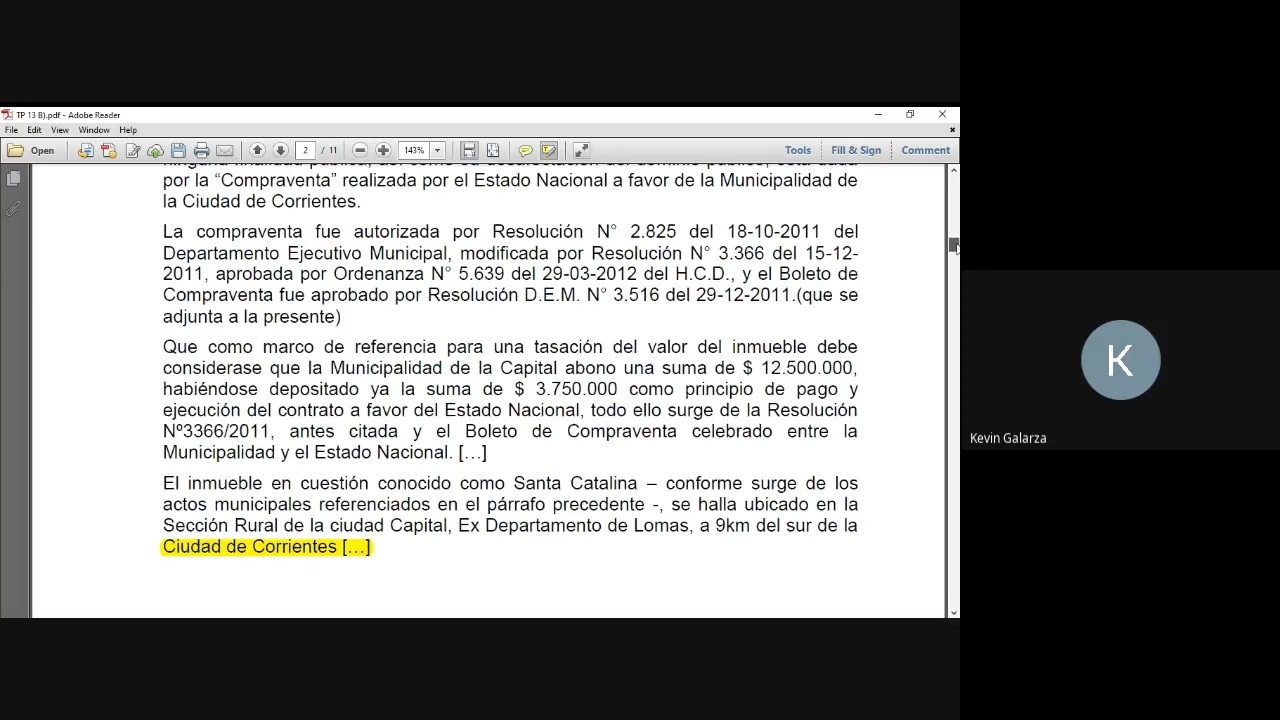 TP 13 B).pdf - Adobe Reader
File Edit View Window Help
Open 2 / 11 143% Tools Fill & Sign Comment
por la “Compraventa” realizada por el Estado Nacional a favor de la Municipalidad de
la Ciudad de Corrientes.
La compraventa fue autorizada por Resolución N° 2.825 del 18-10-2011 del
Departamento Ejecutivo Municipal, modificada por Resolución N° 3.366 del 15-12-
2011, aprobada por Ordenanza N° 5.639 del 29-03-2012 del H.C.D., y el Boleto de
Compraventa fue aprobado por Resolución D.E.M. N° 3.516 del 29-12-2011.(que se
adjunta a la presente)
Que como marco de referencia para una tasación del valor del inmueble debe
considerase que la Municipalidad de la Capital abono una suma de $ 12.500.000,
habiéndose depositado ya la suma de $ 3.750.000 como principio de pago y
ejecución del contrato a favor del Estado Nacional, todo ello surge de la Resolución
Nº3366/2011, antes citada y el Boleto de Compraventa celebrado entre la
Municipalidad y el Estado Nacional. […]
El inmueble en cuestión conocido como Santa Catalina – conforme surge de los
actos municipales referenciados en el párrafo precedente -, se halla ubicado en la
Sección Rural de la ciudad Capital, Ex Departamento de Lomas, a 9km del sur de la
Ciudad de Corrientes […]
K
Kevin Galarza